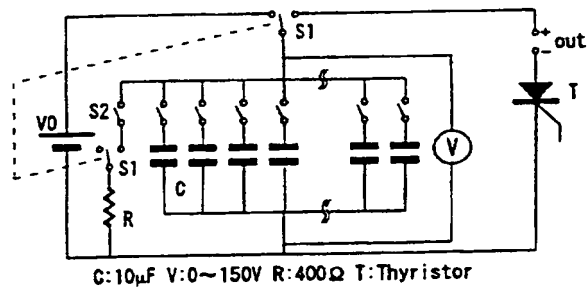 S1
+
out
−
S2
T
V0
S1
V
C
R
C:10μF V:0~150V R:400Ω T:Thyristor